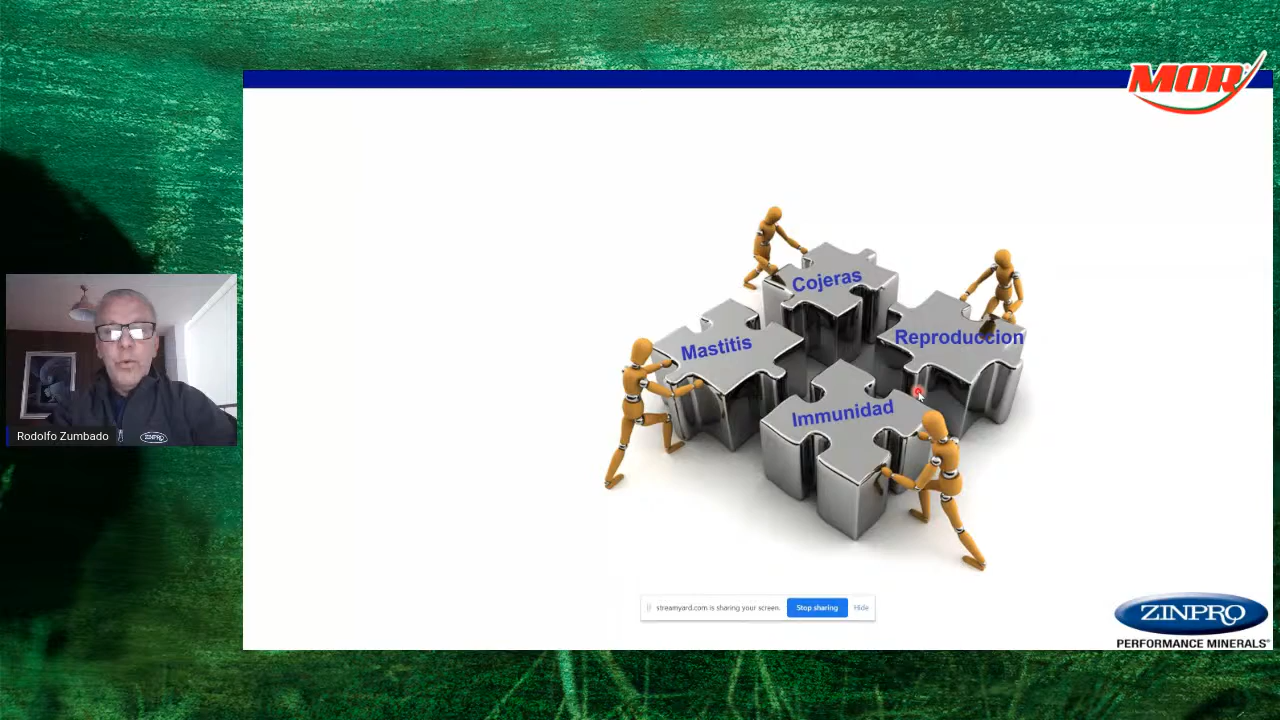 MOR
Cojeras
Reproduccion
Mastitis
Immunidad
Rodolfo Zumbado
ZINPRO
streamyard.com is sharing your screen.
Stop sharing
Hide
ZINPRO
PERFORMANCE MINERALS®